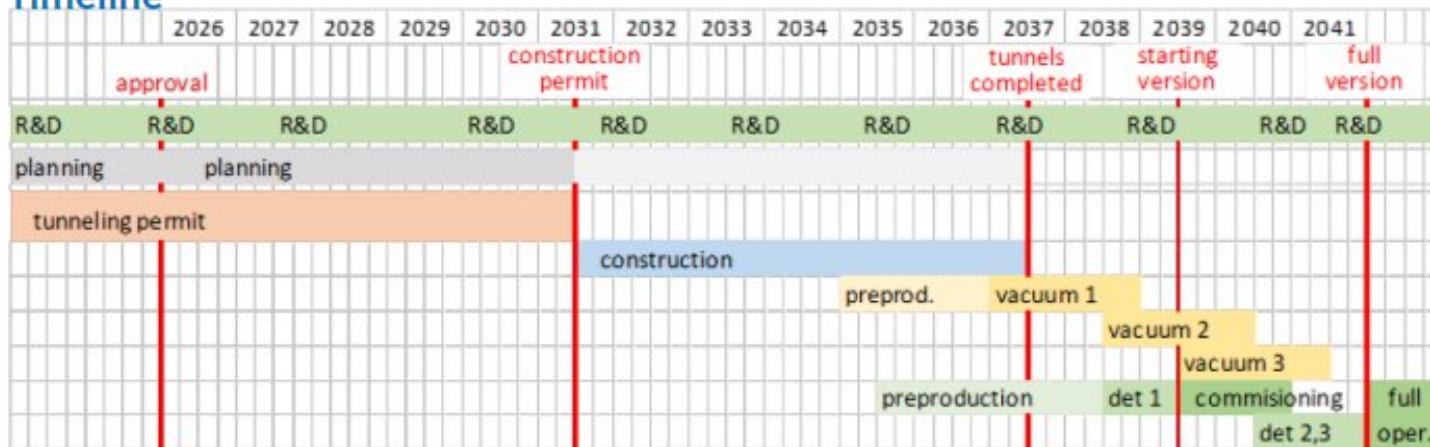 Timeline
2026 2027 2028 2029 2030 2031 2032 2033 2034 2035 2036 2037 2038 2039 2040 2041
approval
construction
permit
tunnels
completed
starting
version
full
version
R&D R&D R&D R&D R&D R&D R&D R&D R&D R&D R&D
planning planning
tunneling permit
construction
preprod. vacuum 1
vacuum 2
vacuum 3
preproduction det 1 commisioning full
det 2,3 oper.